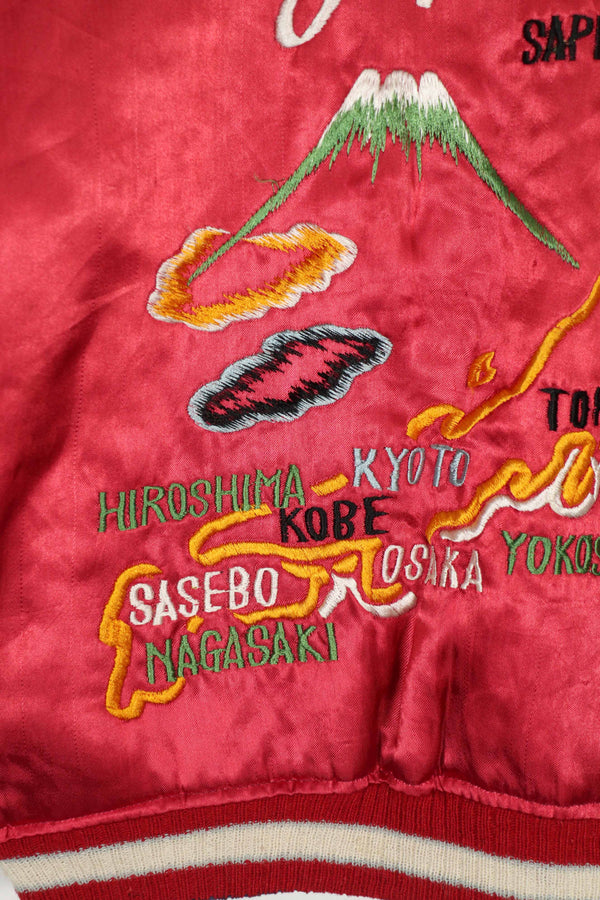 SAP
TO
KYOTO
HIROSHIMA
KOBE
OSAKA
YOKOS
SASEBO
NAGASAKI